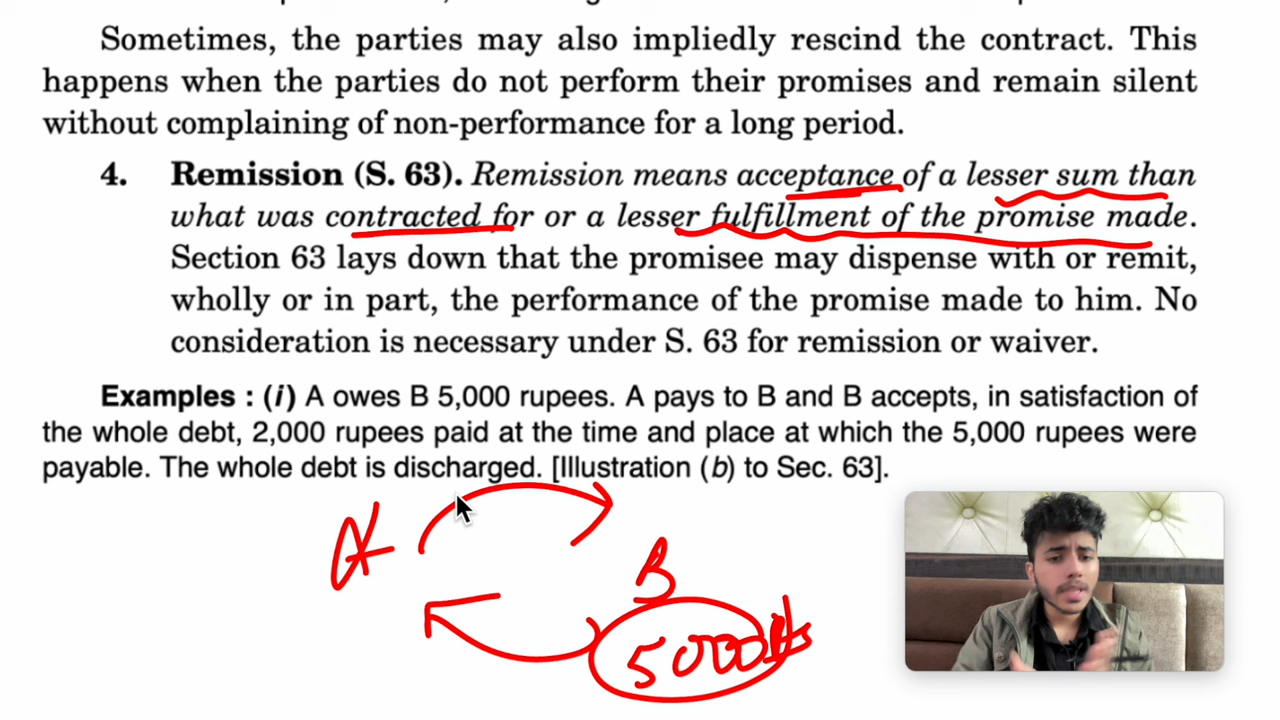 Sometimes, the parties may also impliedly rescind the contract. This
happens when the parties do not perform their promises and remain silent
without complaining of non-performance for a long period.
4. Remission (S. 63). Remission means acceptance of a lesser sum than
what was contracted for or a lesser fulfillment of the promise made.
Section 63 lays down that the promisee may dispense with or remit,
wholly or in part, the performance of the promise made to him. No
consideration is necessary under S. 63 for remission or waiver.
Examples : (i) A owes B 5,000 rupees. A pays to B and B accepts, in satisfaction of
the whole debt, 2,000 rupees paid at the time and place at which the 5,000 rupees were
payable. The whole debt is discharged. [Illustration (b) to Sec. 63].
A
B
5000Rs